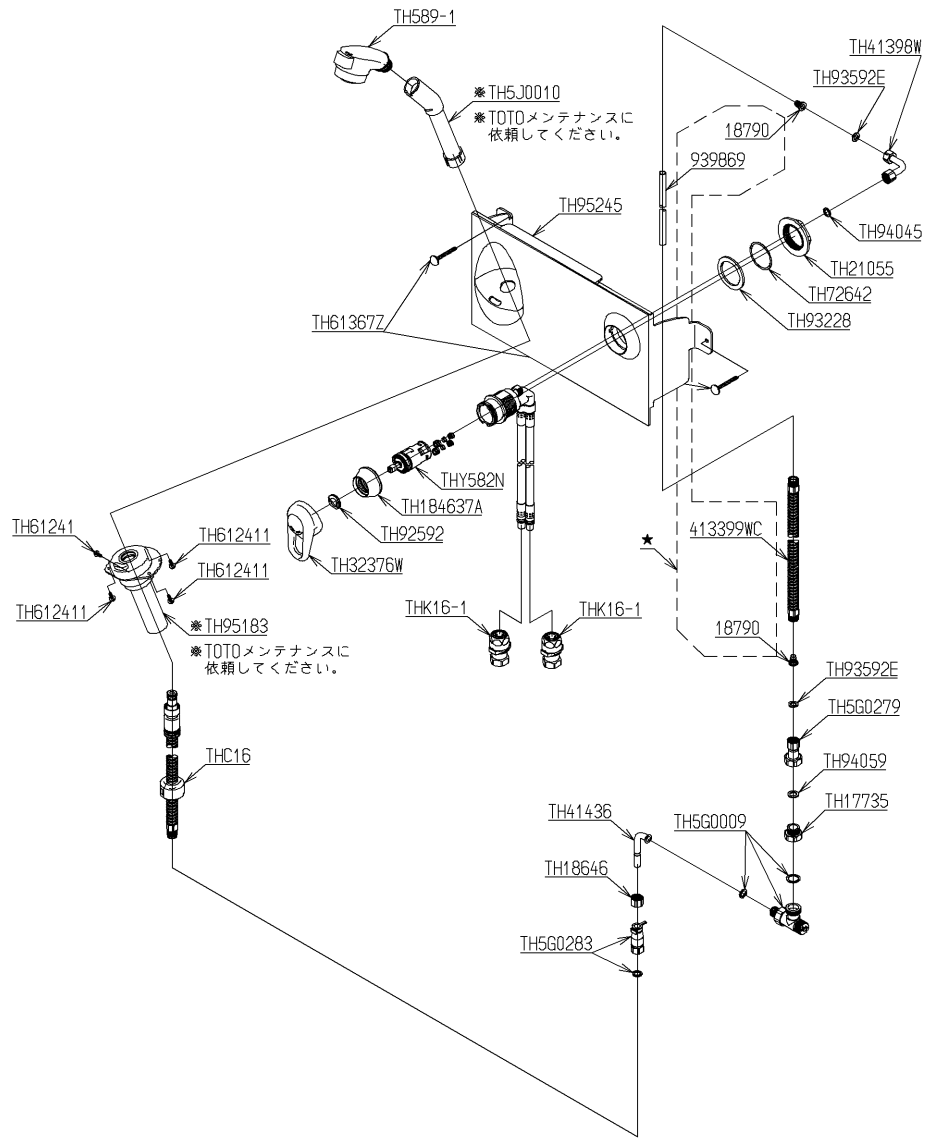 TH589-1
TH41398W
TH93592E
※TH5J0010
※TOTOメンテナンスに
依頼してください。
18790
939869
TH95245
TH94045
TH21055
TH72642
TH93228
TH61367Z
THY582N
TH184637A
TH92592
TH32376W
TH61241
TH612411
TH612411
TH612411
★
413399WC
THK16-1
THK16-1
※TH95183
※TOTOメンテナンスに
依頼してください。
18790
TH93592E
TH5G0279
THC16
TH94059
TH41436
TH5G0009
TH17735
TH18646
TH5G0283